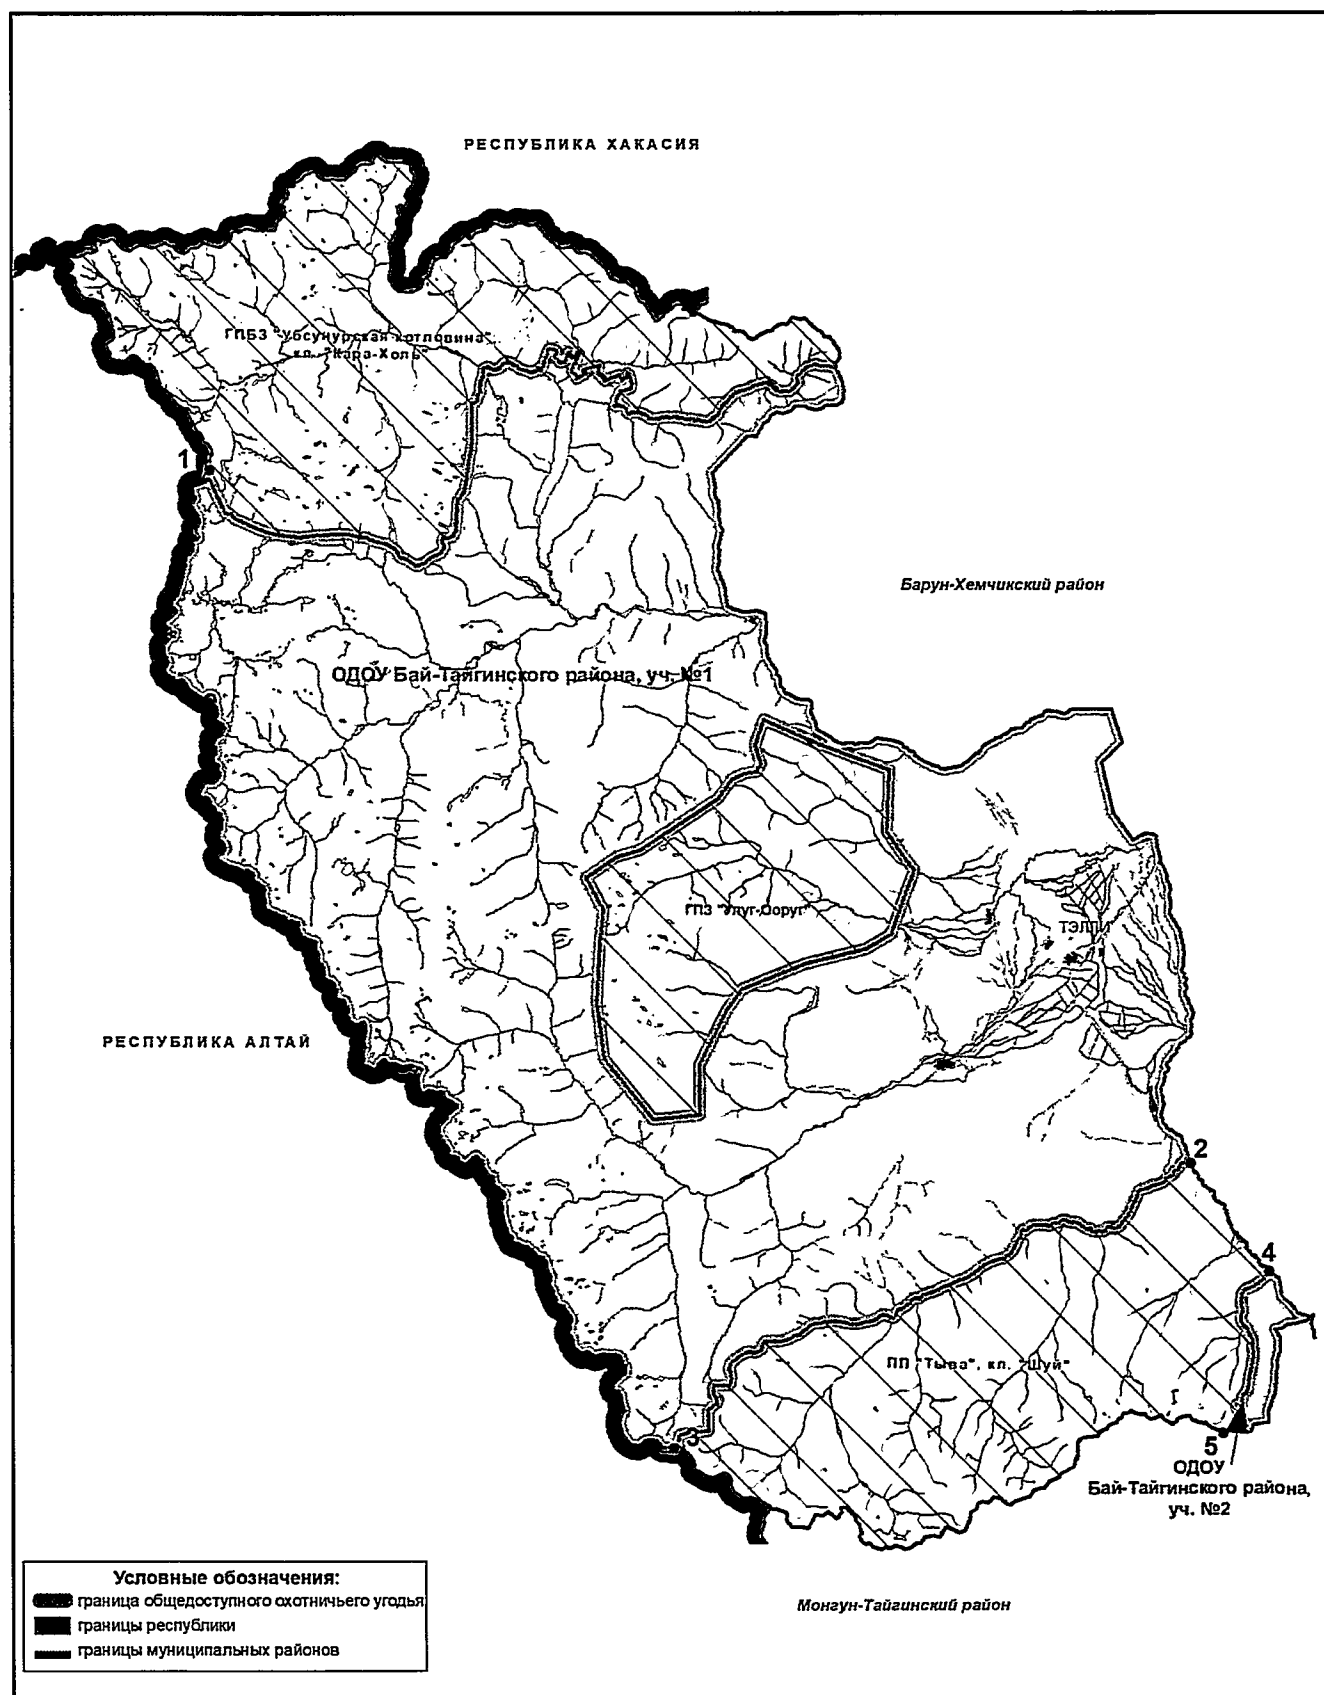 РЕСПУБЛИКА ХАКАСИЯ
ГПБЗ "Убсунурская котловина",
кл. "Кара-Холь"
1
Барун-Хемчикский район
ОДОУ Бай-Тайгинского района, уч. №1
ГПЗ "Улуг-Ооруг"
ТЭЛИ
РЕСПУБЛИКА АЛТАЙ
2
4
ПП "Тыва", кл. "Шуй"
3
5
ОДОУ
Бай-Тайгинского района,
уч. №2
Условные обозначения:
граница общедоступного охотничьего угодья
границы республики
границы муниципальных районов
Монгун-Тайгинский район